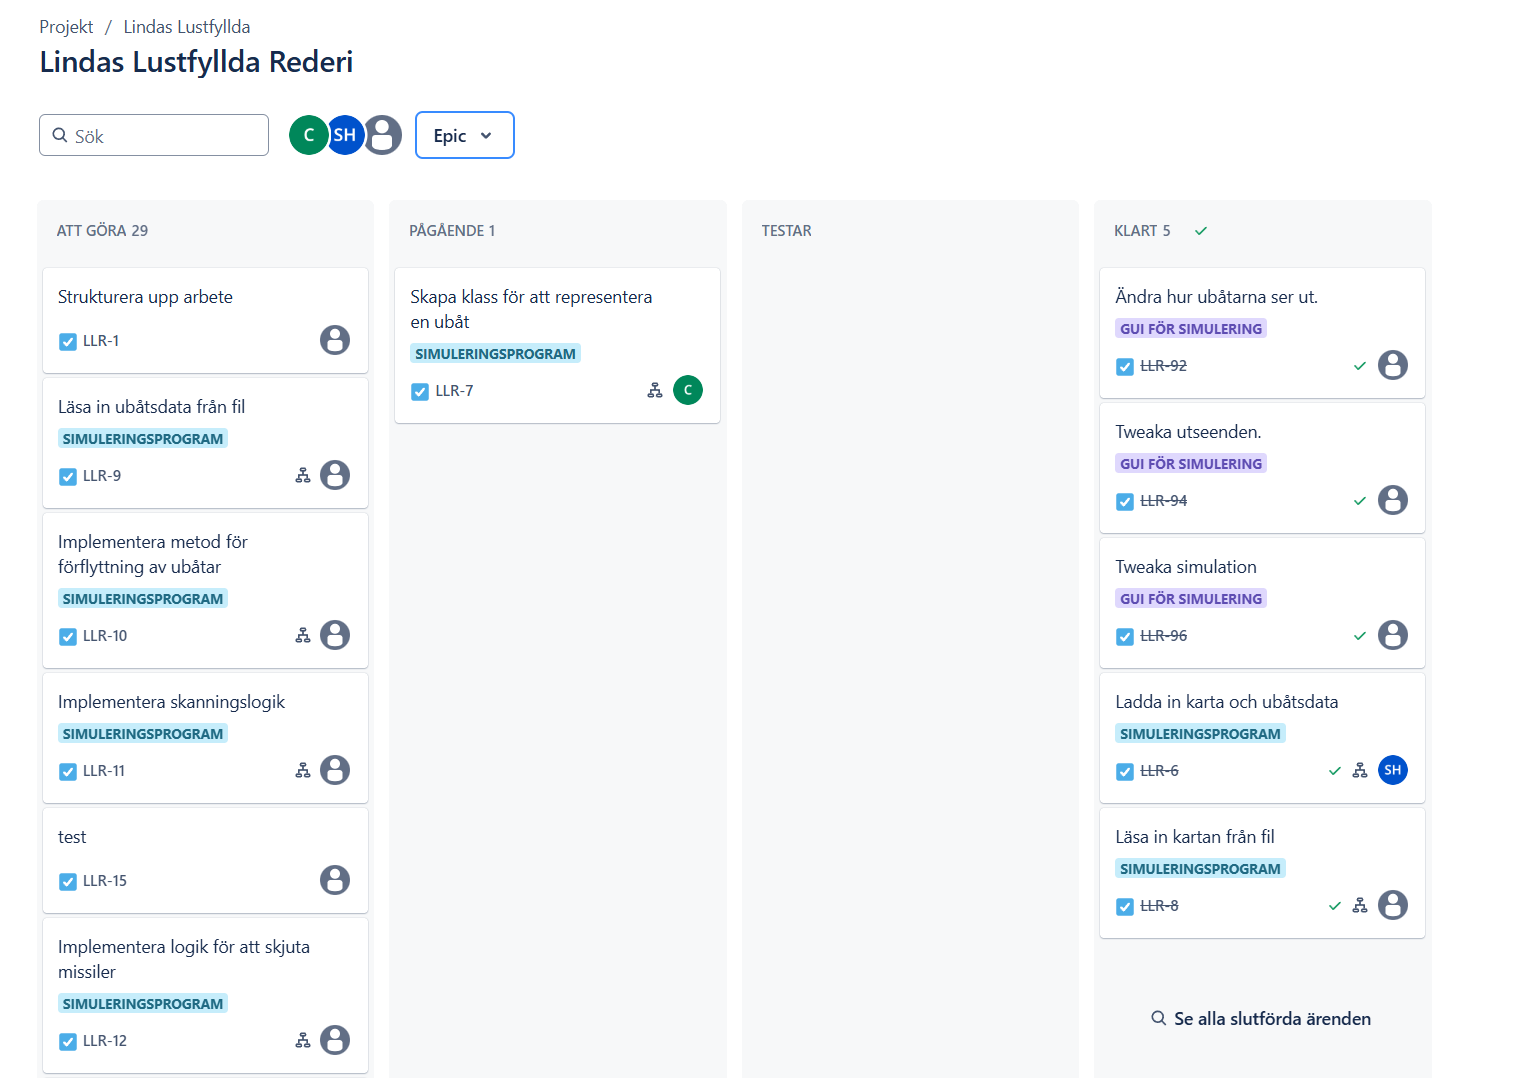 Projekt / Lindas Lustfyllda
Lindas Lustfyllda Rederi
Sök
C
SH
Epic
ATT GÖRA 29
Strukturera upp arbete
LLR-1
Läsa in ubåtsdata från fil
SIMULERINGSPROGRAM
LLR-9
Implementera metod för
förflyttning av ubåtar
SIMULERINGSPROGRAM
LLR-10
Implementera skanningslogik
SIMULERINGSPROGRAM
LLR-11
test
LLR-15
Implementera logik för att skjuta
missiler
SIMULERINGSPROGRAM
LLR-12
PÅGÅENDE 1
Skapa klass för att representera
en ubåt
SIMULERINGSPROGRAM
LLR-7
C
TESTAR
KLART 5
Ändra hur ubåtarna ser ut.
GUI FÖR SIMULERING
LLR-92
Tweaka utseenden.
GUI FÖR SIMULERING
LLR-94
Tweaka simulation
GUI FÖR SIMULERING
LLR-96
Ladda in karta och ubåtsdata
SIMULERINGSPROGRAM
LLR-6
SH
Läsa in kartan från fil
SIMULERINGSPROGRAM
LLR-8
Se alla slutförda ärenden